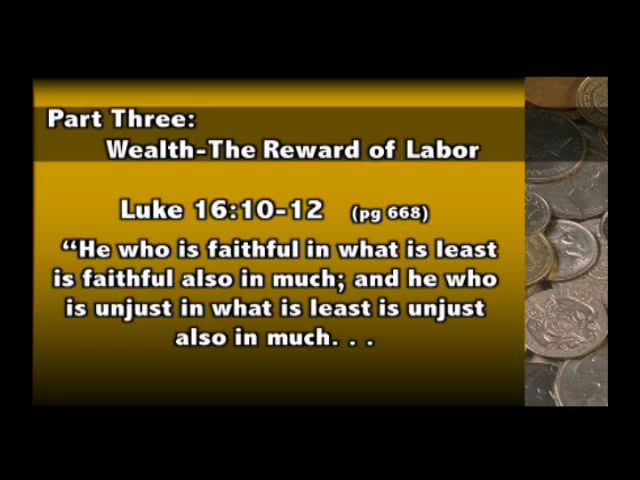 Part Three:
Wealth-The Reward of Labor
Luke 16:10-12 (pg 668)
“He who is faithful in what is least
is faithful also in much; and he who
is unjust in what is least is unjust
also in much. . .